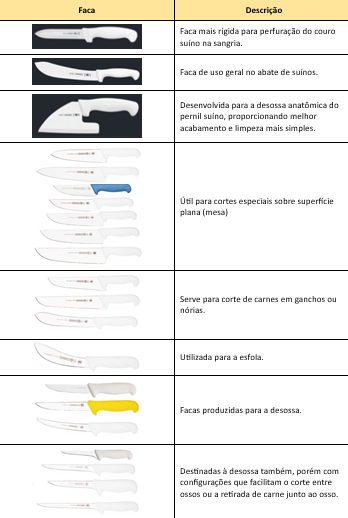 Faca
Descrição
Faca mais rígida para perfuração do couro
suíno na sangria.
Faca de uso geral no abate de suínos.
Desenvolvida para a desossa anatômica do
pernil suíno, proporcionando melhor
acabamento e limpeza mais simples.
Útil para cortes especiais sobre superfície
plana (mesa)
Serve para corte de carnes em ganchos ou
nórias.
Utilizada para a esfola.
Facas produzidas para a desossa.
Destinadas à desossa também, porém com
configurações que facilitam o corte entre
ossos ou a retirada de carne junto ao osso.